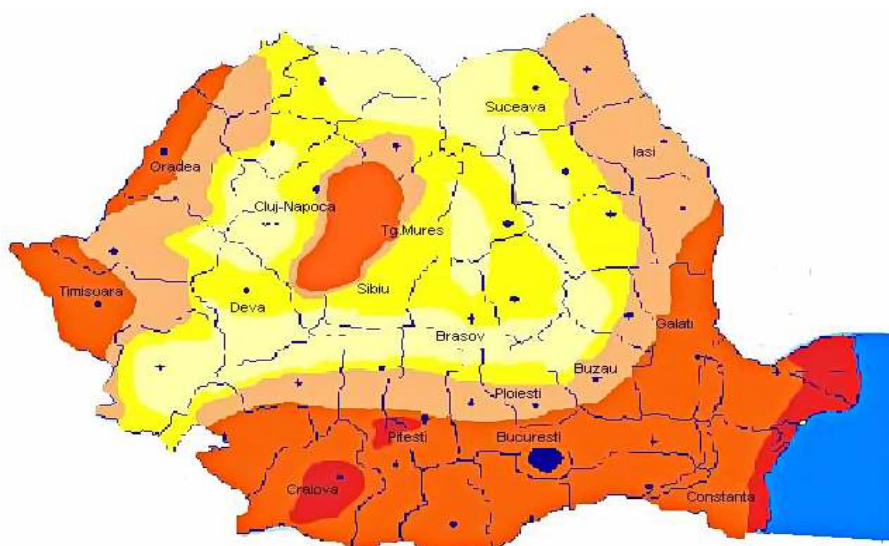 Suceava
Iasi
Oradea
Cluj-Napoca
Tg.Mures
Timisoara
Deva
Sibiu
Brasov
Galati
Buzau
Ploiesti
Pitesti
Bucuresti
Craiova
Constanta